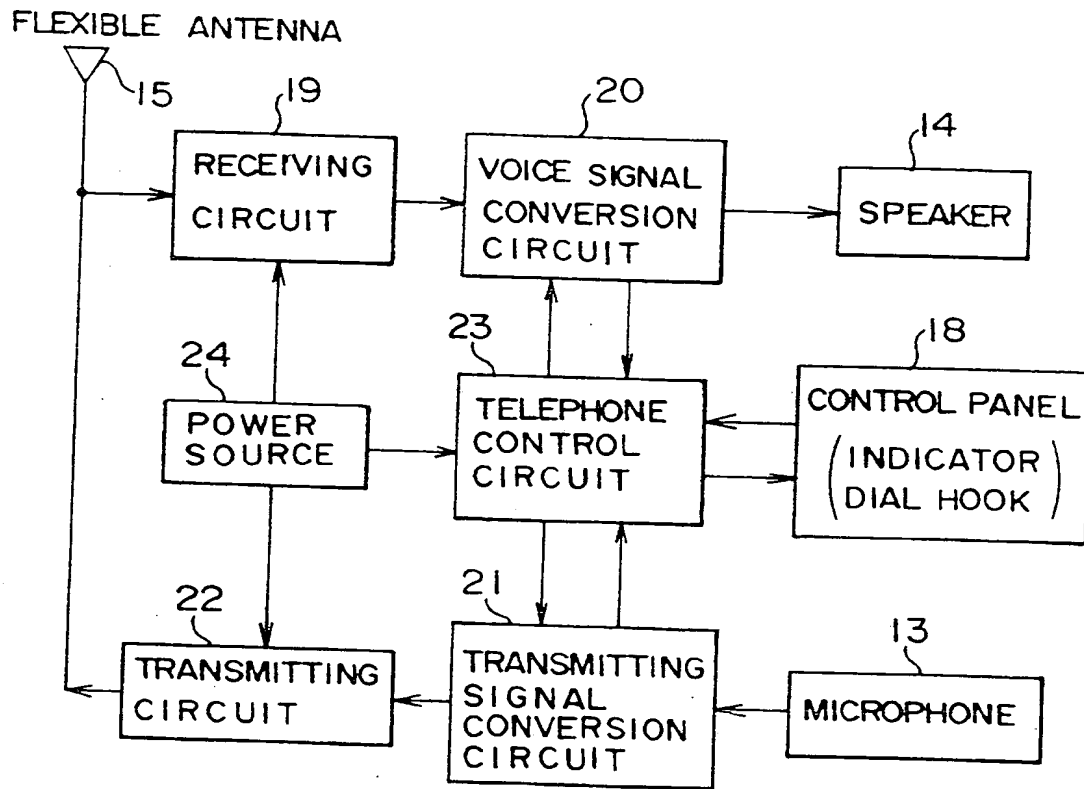 FLEXIBLE ANTENNA
15
19
RECEIVING
CIRCUIT
20
VOICE SIGNAL
CONVERSION
CIRCUIT
14
SPEAKER
24
POWER
SOURCE
23
TELEPHONE
CONTROL
CIRCUIT
18
CONTROL PANEL
(INDICATOR
DIAL HOOK)
22
TRANSMITTING
CIRCUIT
21
TRANSMITTING
SIGNAL
CONVERSION
CIRCUIT
13
MICROPHONE